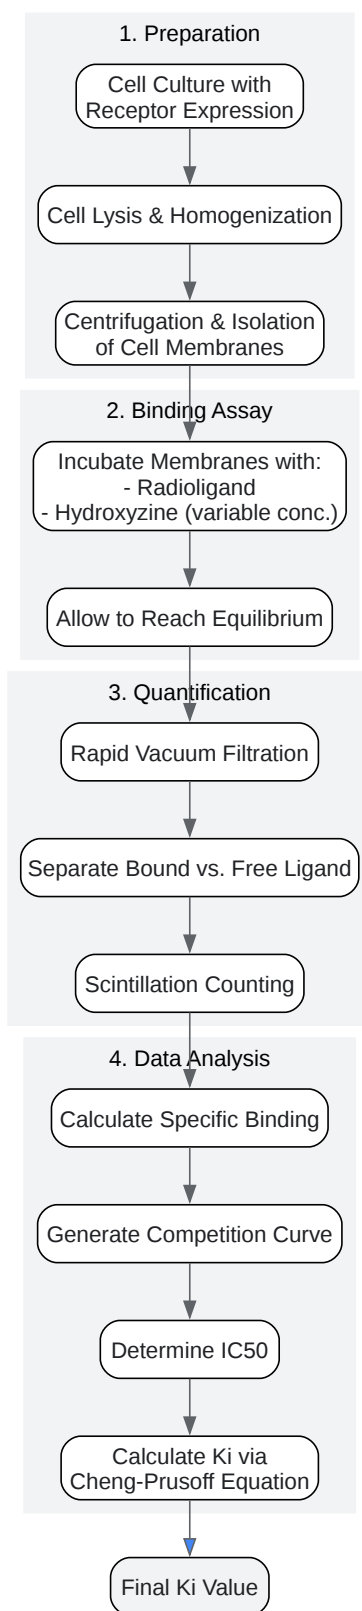 1. Preparation
Cell Culture with
Receptor Expression
Cell Lysis & Homogenization
Centrifugation & Isolation
of Cell Membranes
2. Binding Assay
Incubate Membranes with:
- Radioligand
- Hydroxyzine (variable conc.)
Allow to Reach Equilibrium
3. Quantification
Rapid Vacuum Filtration
Separate Bound vs. Free Ligand
Scintillation Counting
4. Data Analysis
Calculate Specific Binding
Generate Competition Curve
Determine IC50
Calculate Ki via
Cheng-Prusoff Equation
Final Ki Value